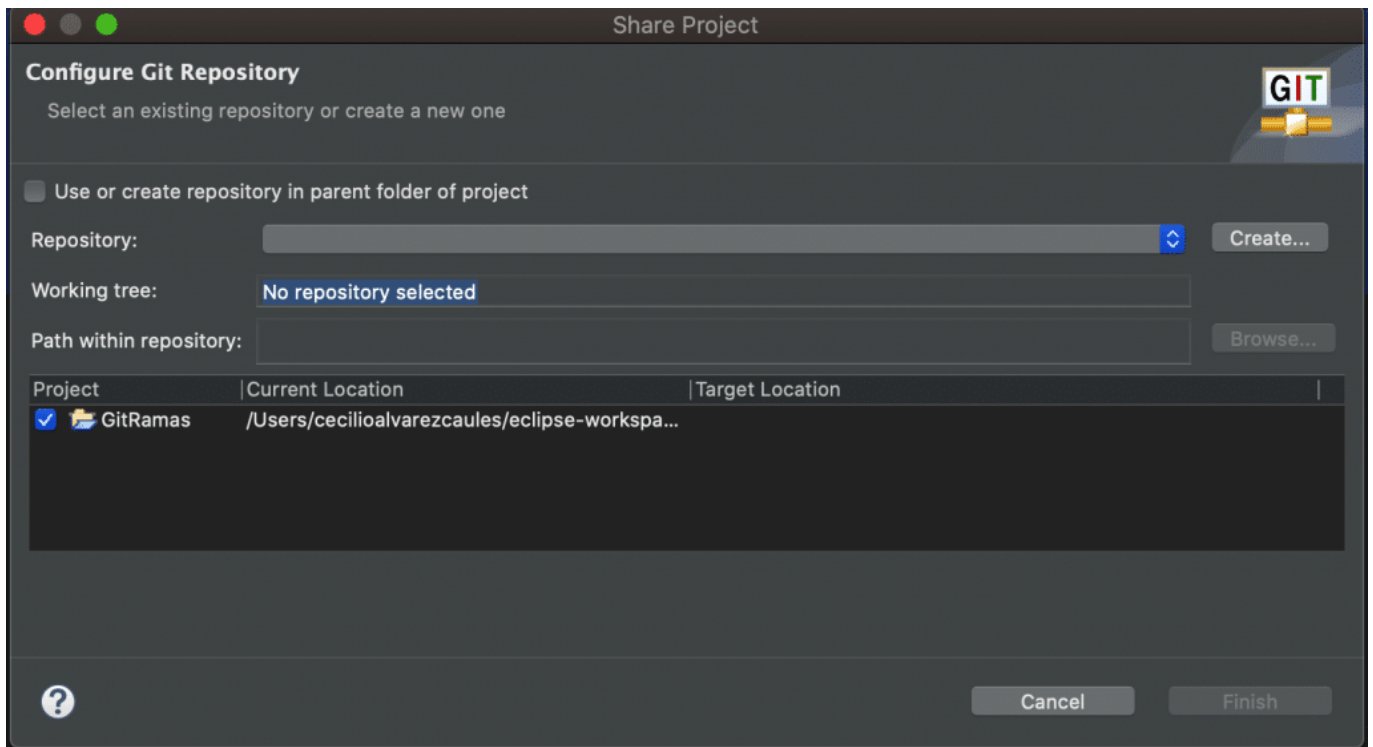 Share Project
Configure Git Repository
Select an existing repository or create a new one
GIT
Use or create repository in parent folder of project
Repository:
Create...
Working tree: No repository selected
Path within repository:
Browse...
Project Current Location Target Location
GitRamas /Users/cecilioalvarezcaules/eclipse-workspa...
?
Cancel Finish